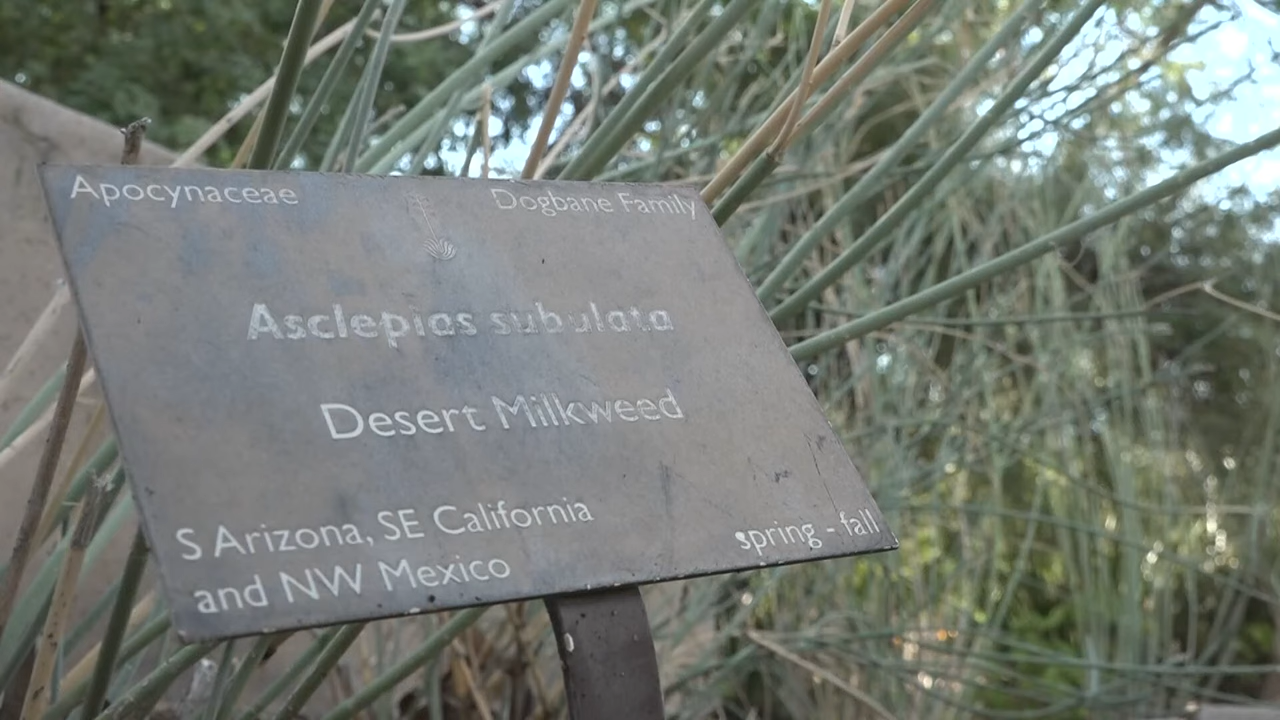 Apocynaceae Dogbane Family
Asclepias subulata
Desert Milkweed
S Arizona, SE California
and NW Mexico
spring - fall